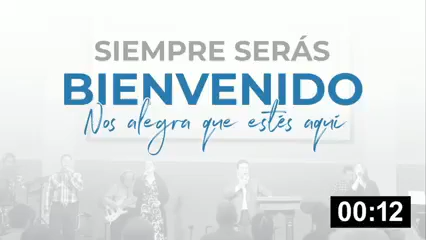 SIEMPRE SERÁS
BIENVENIDO
Nos alegra que estés aquí
00:12